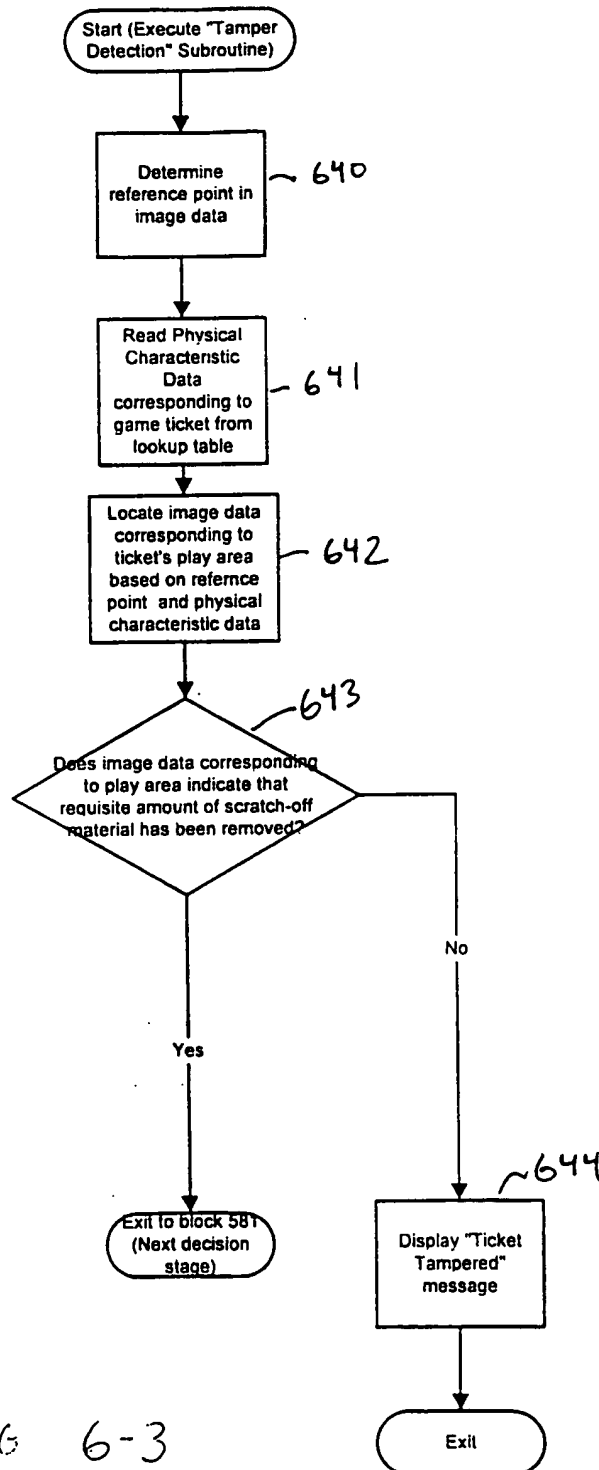 Start (Execute "Tamper
Detection" Subroutine)
Determine
reference point in
image data
640
Read Physical
Characteristic
Data
corresponding to
game ticket from
lookup table
641
Locate image data
corresponding to
ticket's play area
based on refernce
point and physical
characteristic data
642
643
Does image data corresponding
to play area indicate that
requisite amount of scratch-off
material has been removed?
No
Yes
644
Exit to block 581
(Next decision
stage)
Display "Ticket
Tampered"
message
Exit
6-3